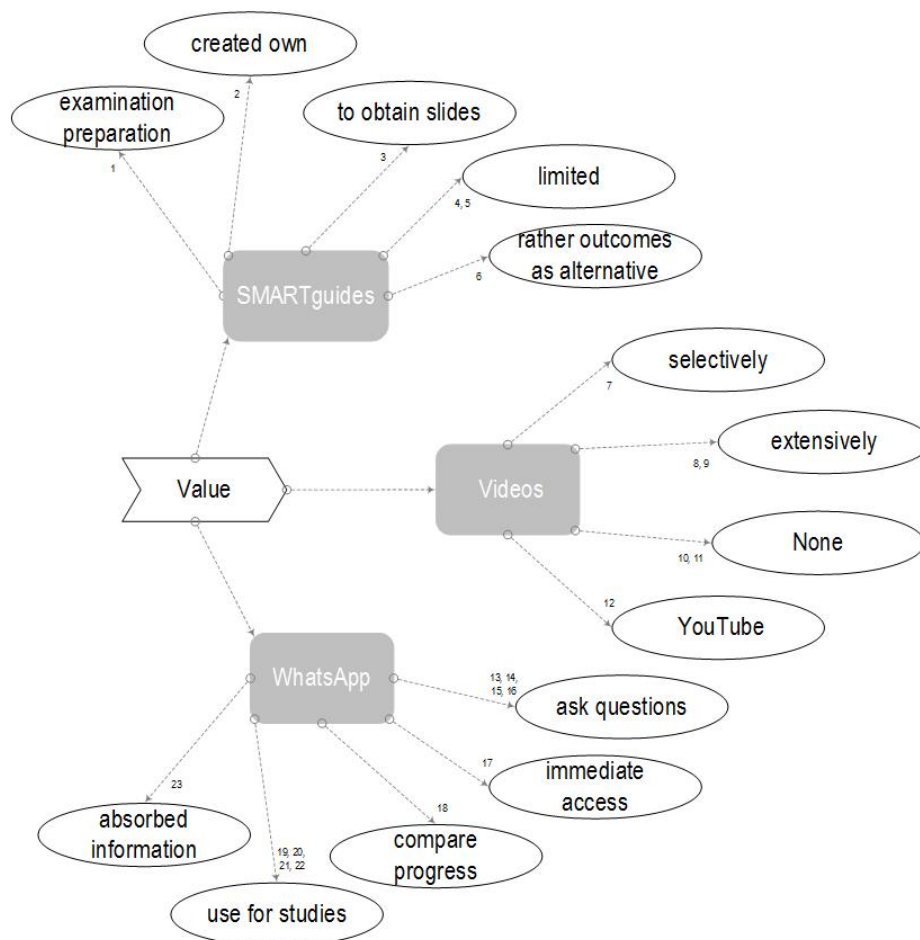 created own
2
examination
preparation
1
to obtain slides
3
limited
4, 5
rather outcomes
as alternative
6
SMARTguides
selectively
7
extensively
8, 9
Value
Videos
None
10, 11
YouTube
12
WhatsApp
13, 14,
15, 16
ask questions
17
immediate
access
23
absorbed
information
18
compare
progress
19, 20,
21, 22
use for studies